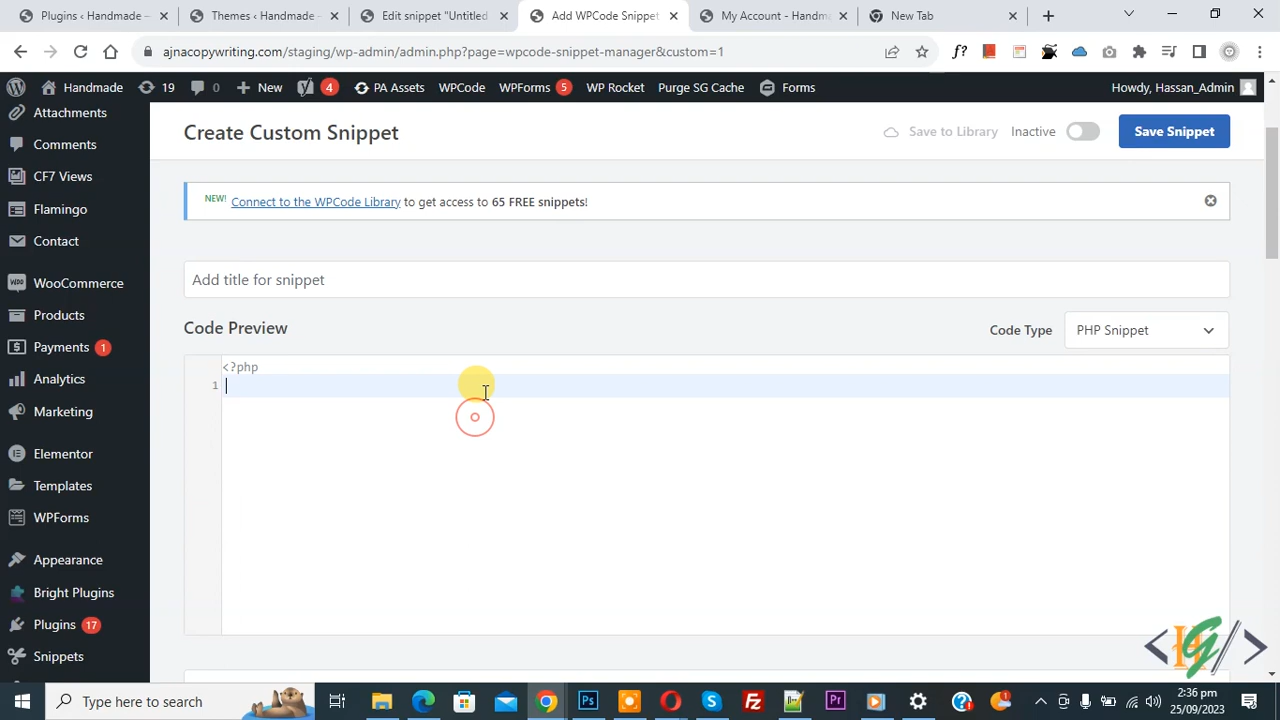 Plugins ‹ Handmade —
Themes ‹ Handmade —
Edit snippet "Untitled
Add WPCode Snippet
My Account - Handma
New Tab
ajnacopywriting.com/staging/wp-admin/admin.php?page=wpcode-snippet-manager&custom=1
f?
Handmade
19
0
New
4
PA Assets
WPCode
WPForms
5
WP Rocket
Purge SG Cache
Forms
Howdy, Hassan_Admin
Attachments
Comments
CF7 Views
Flamingo
Contact
WooCommerce
Products
Payments 1
Analytics
Marketing
Elementor
Templates
WPForms
Appearance
Bright Plugins
Plugins 17
Snippets
Create Custom Snippet
Save to Library
Inactive
Save Snippet
NEW! Connect to the WPCode Library to get access to 65 FREE snippets!
Add title for snippet
Code Preview
Code Type
PHP Snippet
<?php
1
< H G / >
Type here to search
2:36 pm
25/09/2023